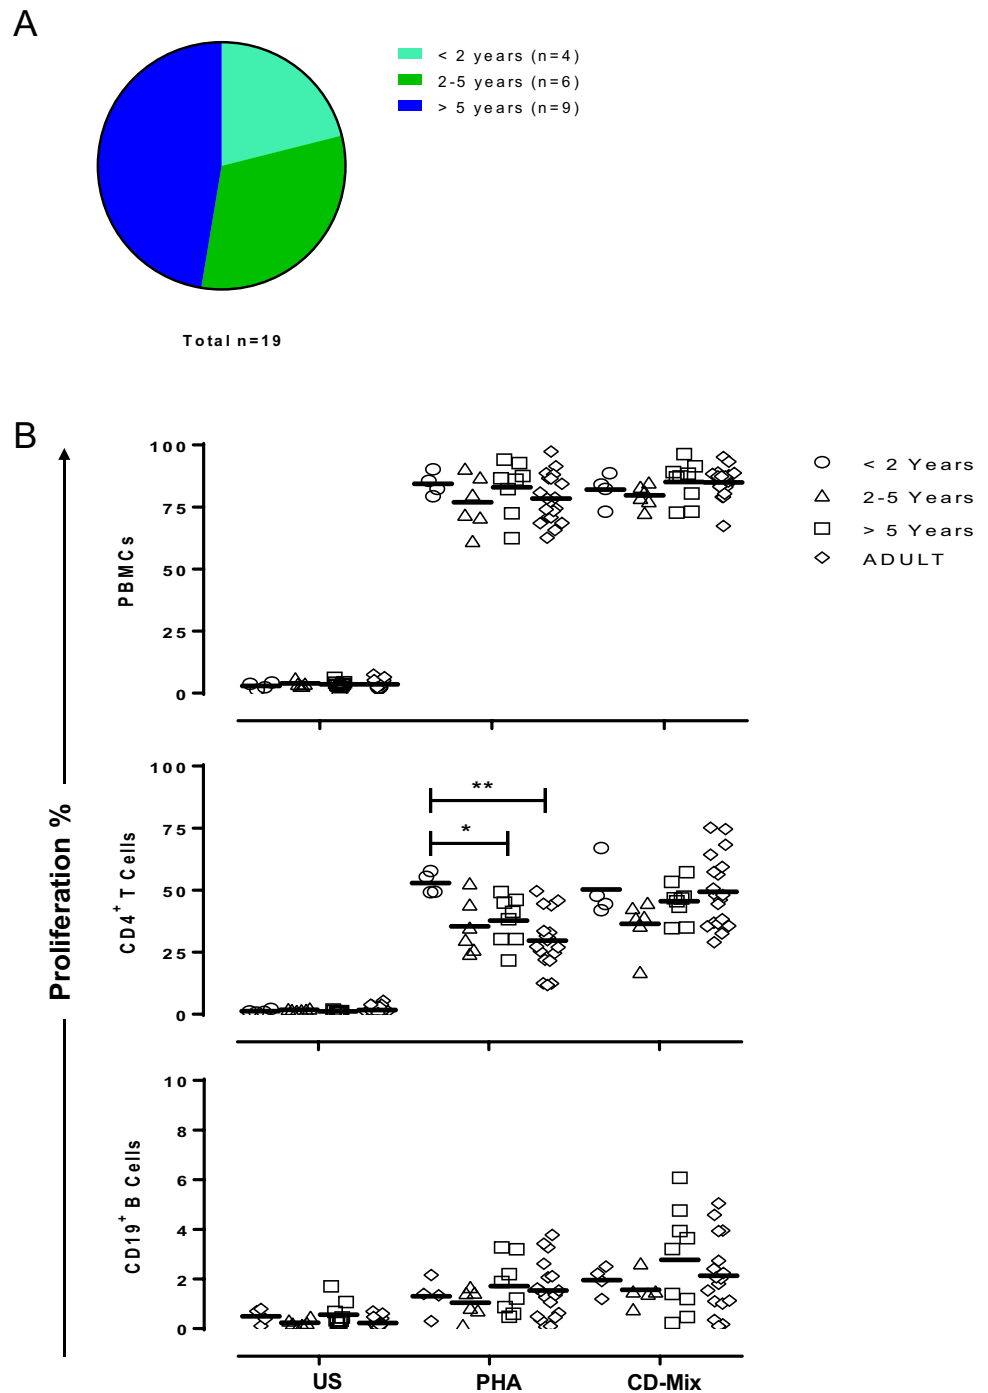 A
< 2 years (n=4)
2-5 years (n=6)
> 5 years (n=9)
Total n=19
B
Proliferation %
PBMCs
100
75
50
25
0
< 2 Years
2-5 Years
> 5 Years
ADULT
CD4+ T Cells
100
75
50
25
0
**
*
CD19+ B Cells
10
8
6
4
2
0
US PHA CD-Mix